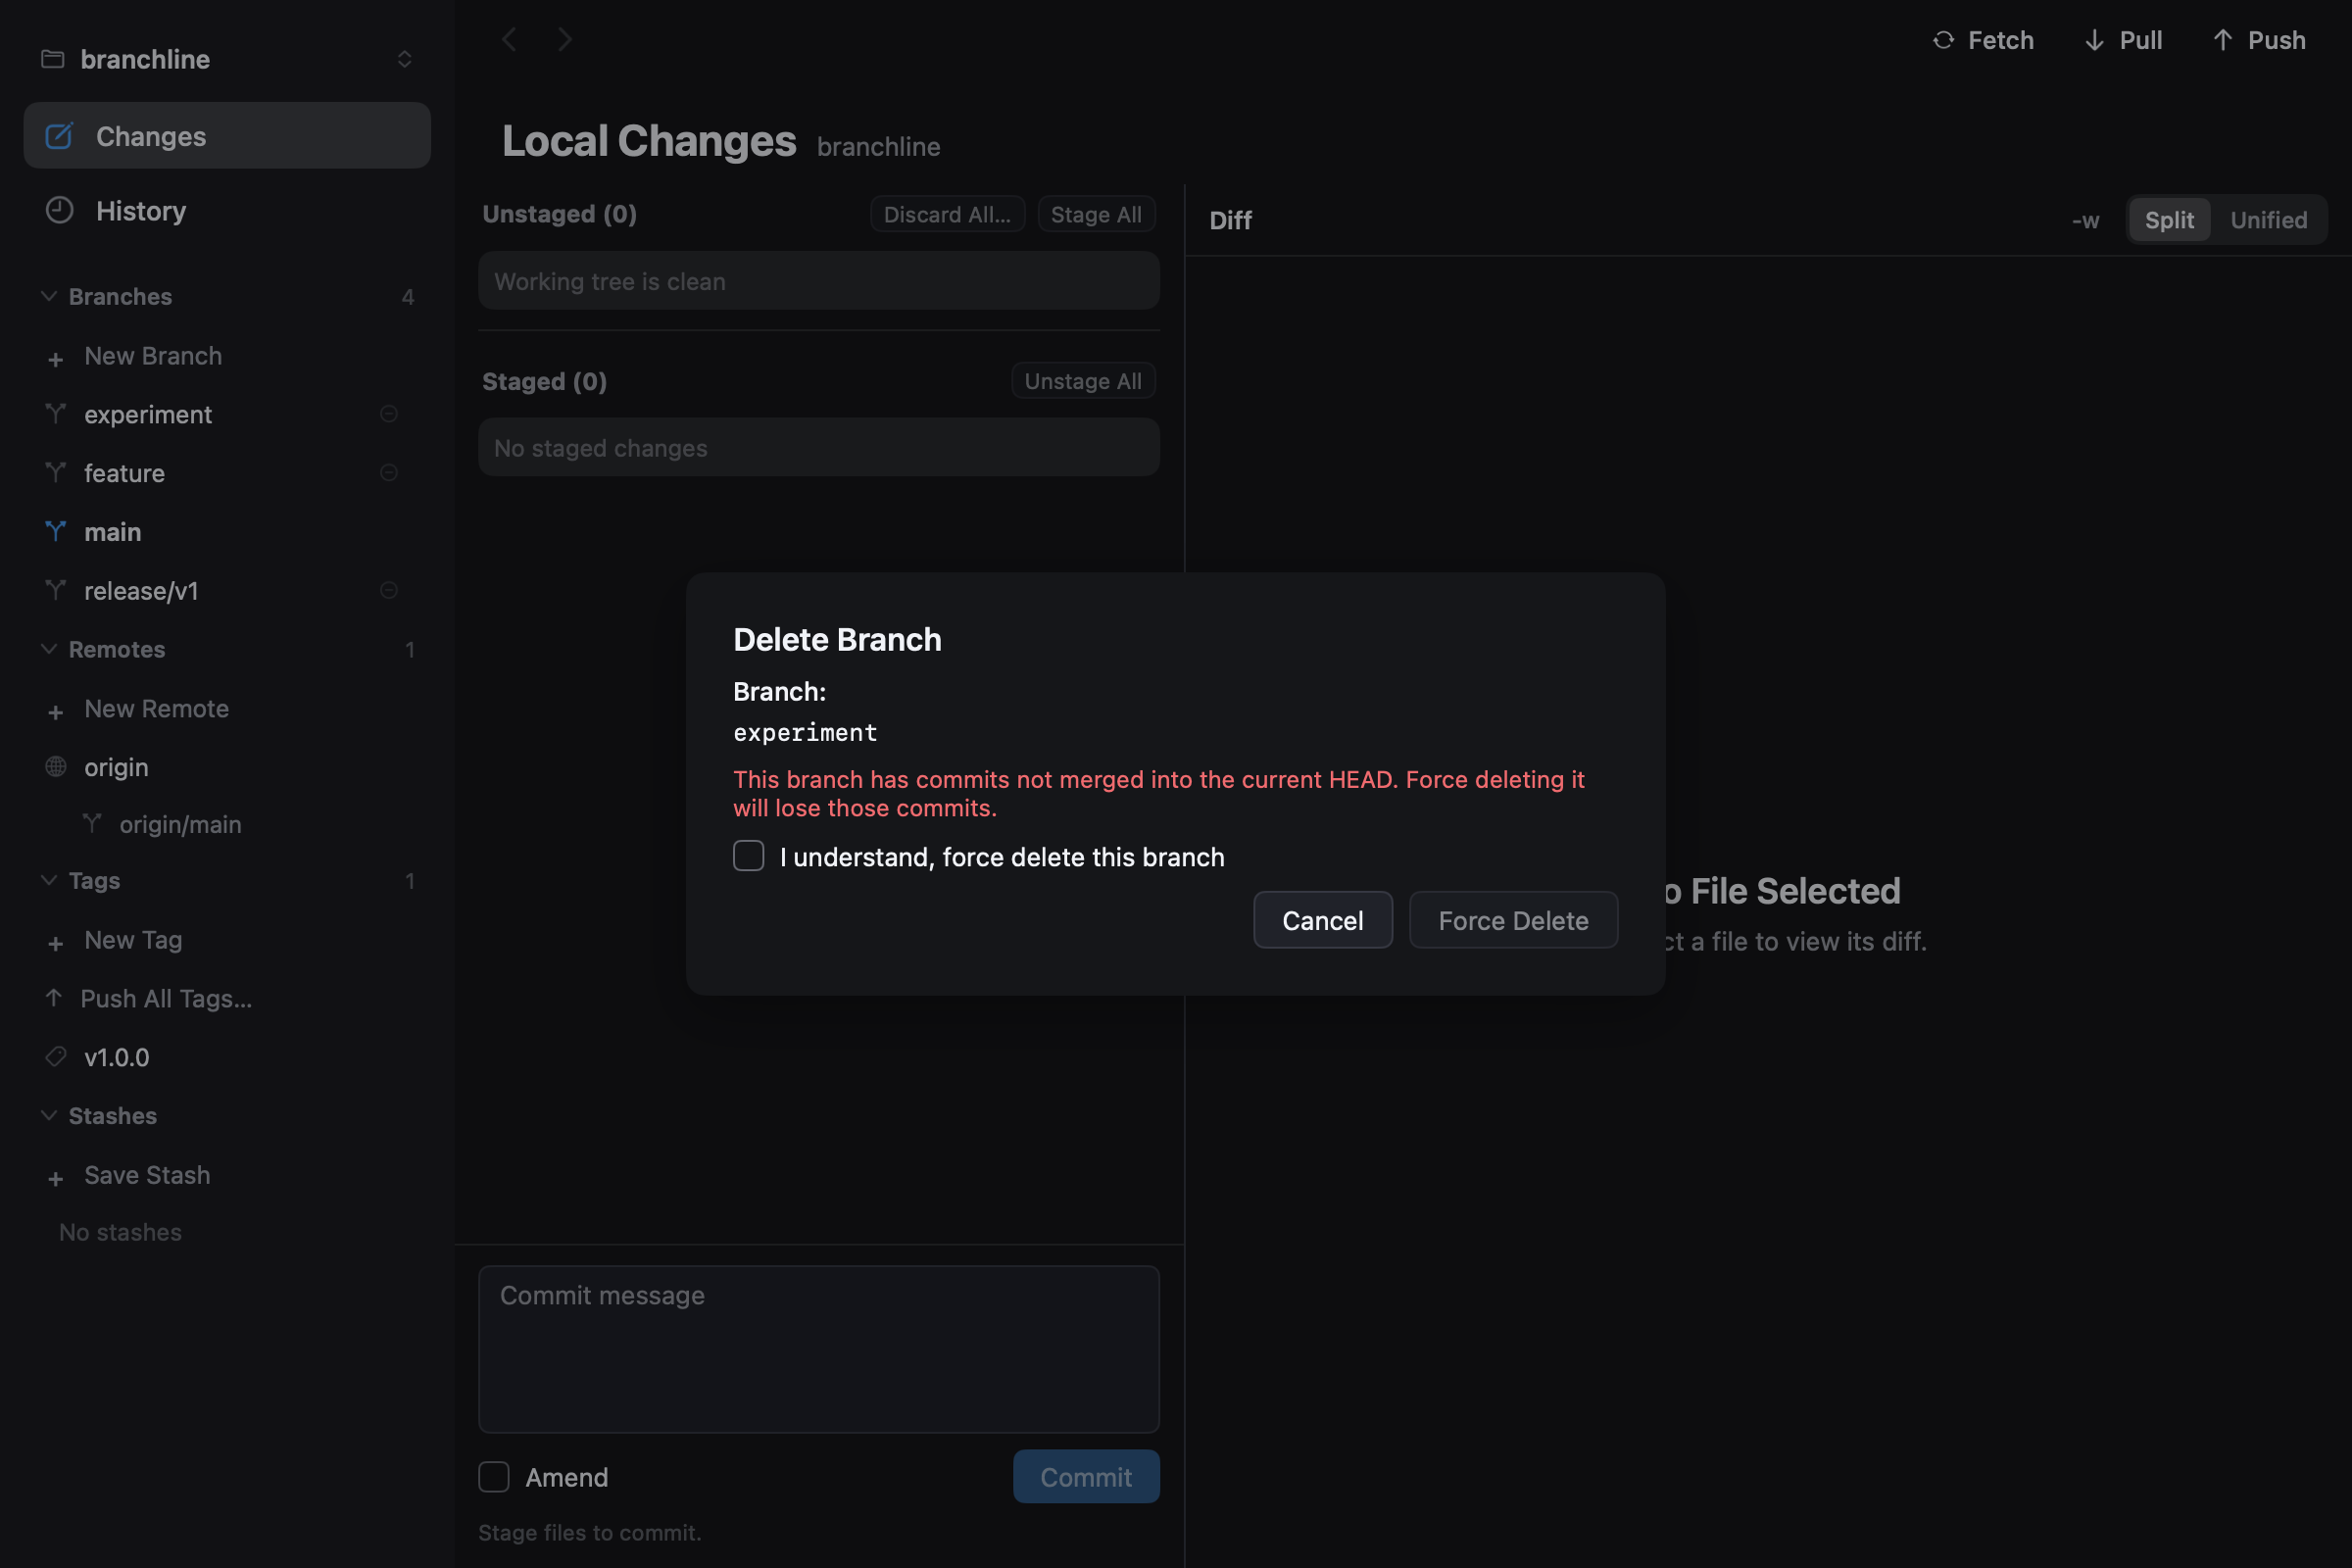 branchline
Changes
History
Branches 4
New Branch
experiment
feature
main
release/v1
Remotes 1
New Remote
origin
origin/main
Tags 1
New Tag
Push All Tags...
v1.0.0
Stashes
Save Stash
No stashes
Fetch Pull Push
Local Changes branchline
Unstaged (0) Discard All... Stage All
Working tree is clean
Staged (0) Unstage All
No staged changes
Diff -w Split Unified
Delete Branch
Branch:
experiment
This branch has commits not merged into the current HEAD. Force deleting it
will lose those commits.
I understand, force delete this branch
Cancel Force Delete
File Selected
a file to view its diff.
Commit message
Amend Commit
Stage files to commit.